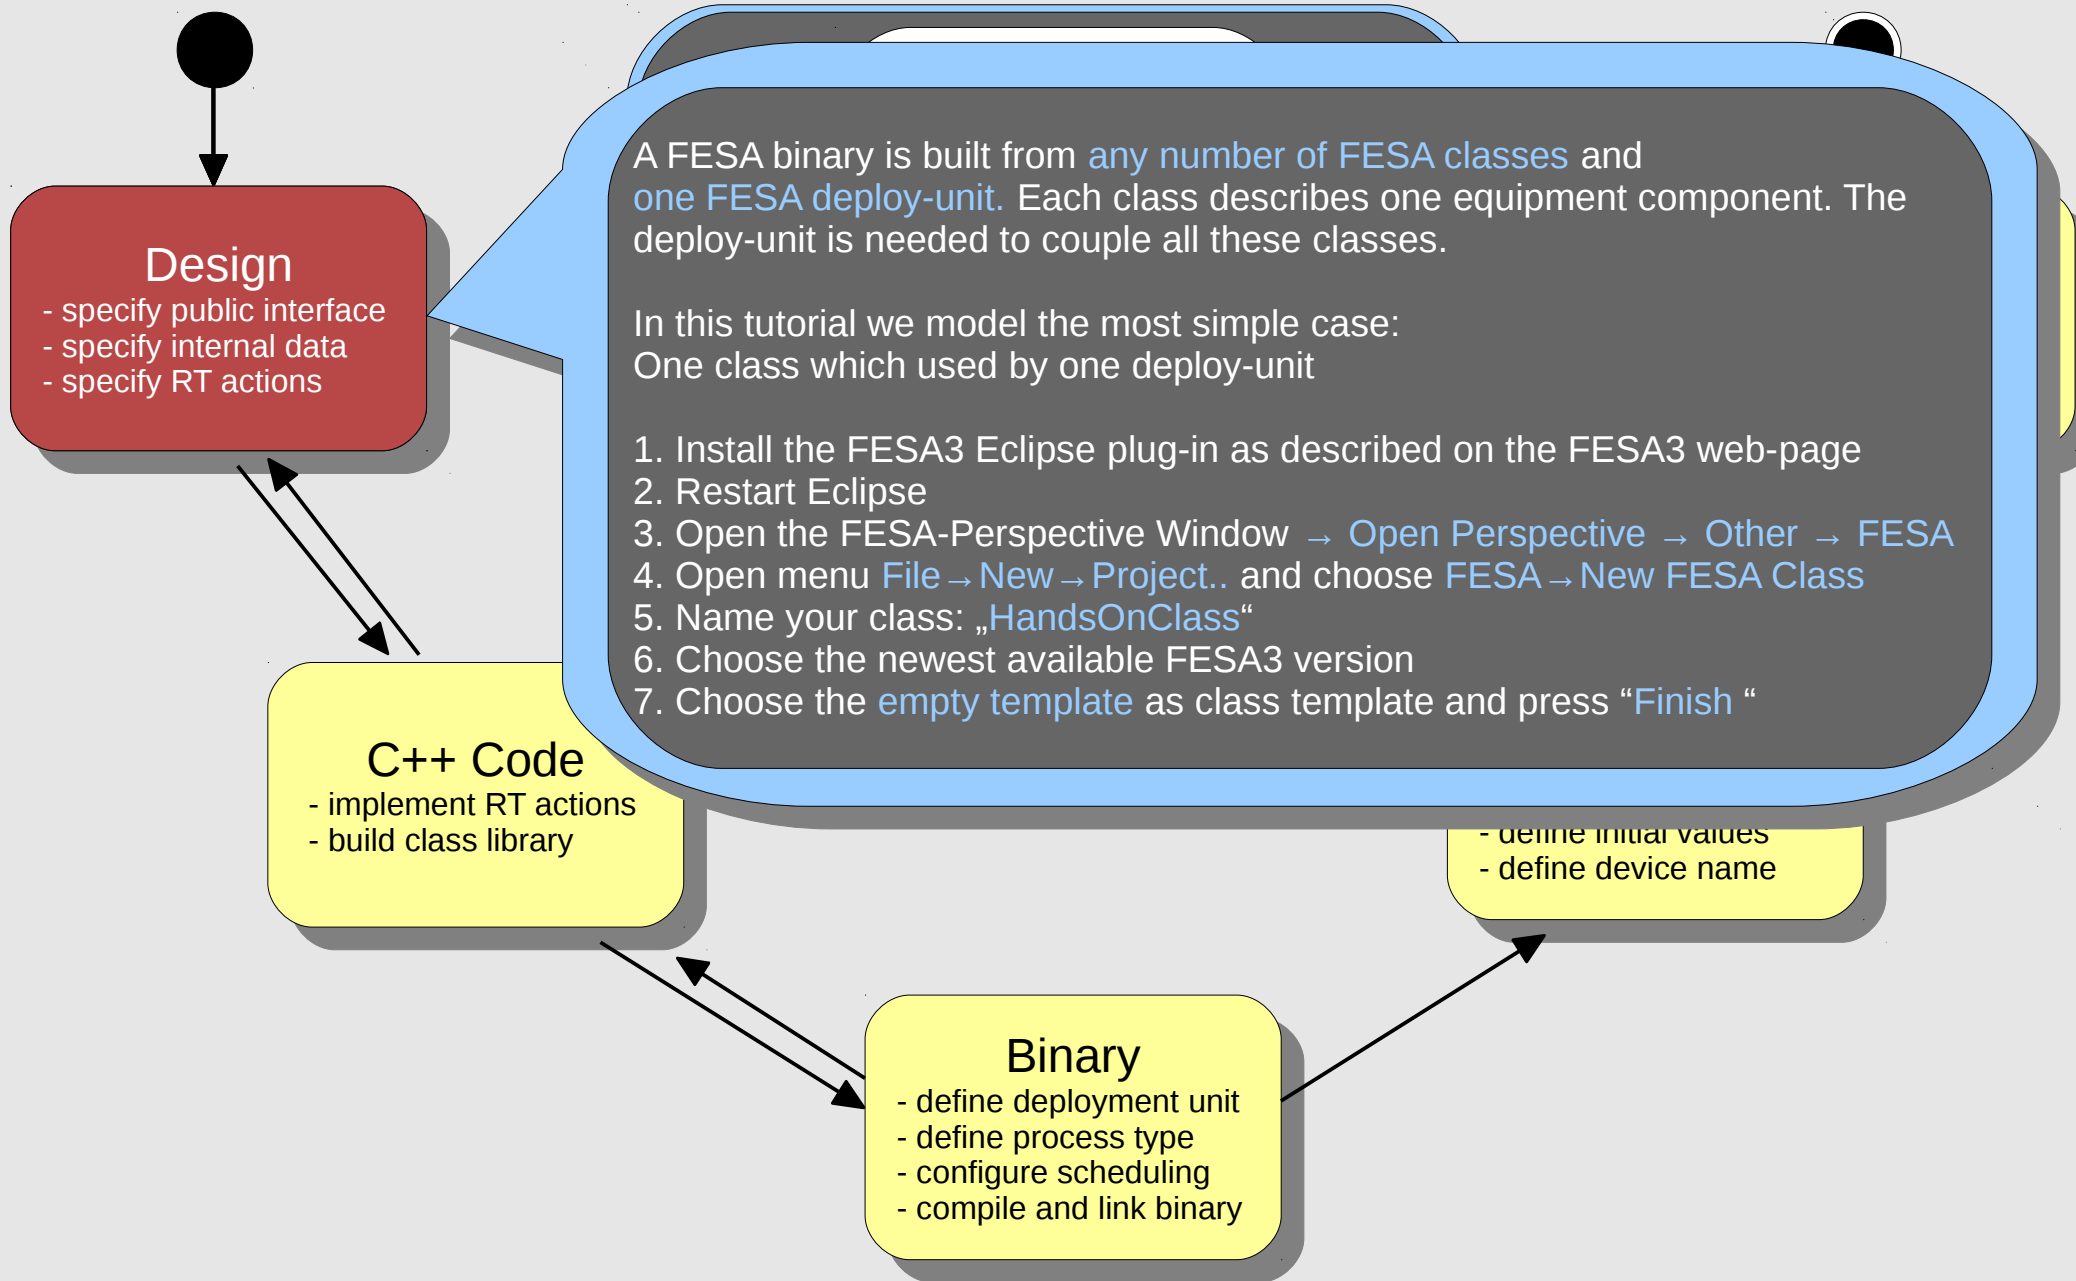 A FESA binary is built from any number of FESA classes and
one FESA deploy-unit. Each class describes one equipment component. The
deploy-unit is needed to couple all these classes.
In this tutorial we model the most simple case:
One class which used by one deploy-unit
1. Install the FESA3 Eclipse plug-in as described on the FESA3 web-page
2. Restart Eclipse
3. Open the FESA-Perspective Window → Open Perspective → Other → FESA
4. Open menu File→New→Project.. and choose FESA→New FESA Class
5. Name your class: „HandsOnClass“
6. Choose the newest available FESA3 version
7. Choose the empty template as class template and press “Finish “
Design
- specify public interface
- specify internal data
- specify RT actions
C++ Code
- implement RT actions
- build class library
Binary
- define deployment unit
- define process type
- configure scheduling
- compile and link binary
- define initial values
- define device name